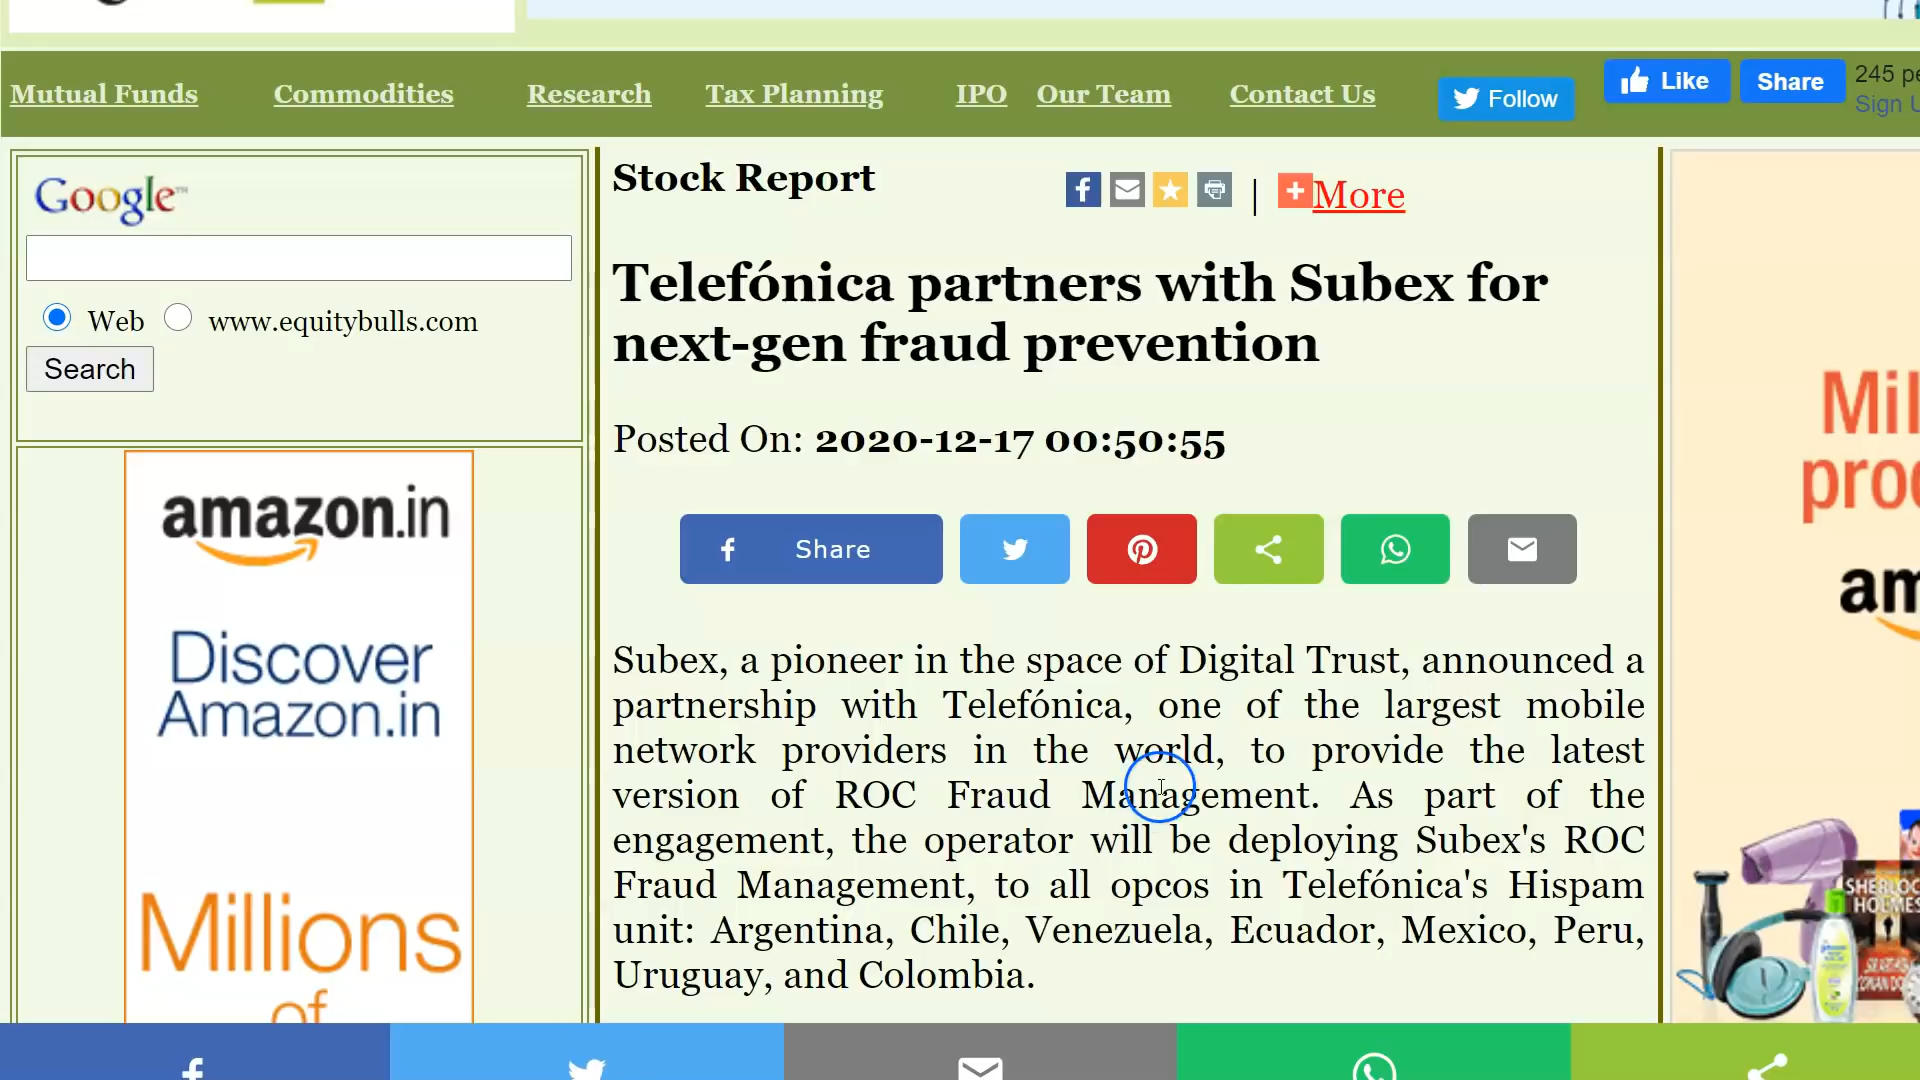 Mutual Funds Commodities Research Tax Planning IPO Our Team Contact Us Follow Like Share 245
Sign
Google™
Web www.equitybulls.com
Search
amazon.in
Discover
Amazon.in
Millions
of
Stock Report | More
Telefónica partners with Subex for
next-gen fraud prevention
Posted On: 2020-12-17 00:50:55
Share
Subex, a pioneer in the space of Digital Trust, announced a
partnership with Telefónica, one of the largest mobile
network providers in the world, to provide the latest
version of ROC Fraud Management. As part of the
engagement, the operator will be deploying Subex's ROC
Fraud Management, to all opcos in Telefónica's Hispam
unit: Argentina, Chile, Venezuela, Ecuador, Mexico, Peru,
Uruguay, and Colombia.
SHERLOC
HOLMES